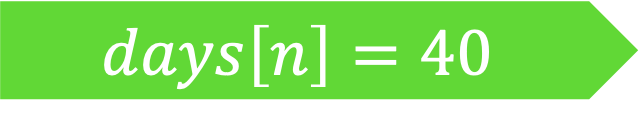 days[n] = 40